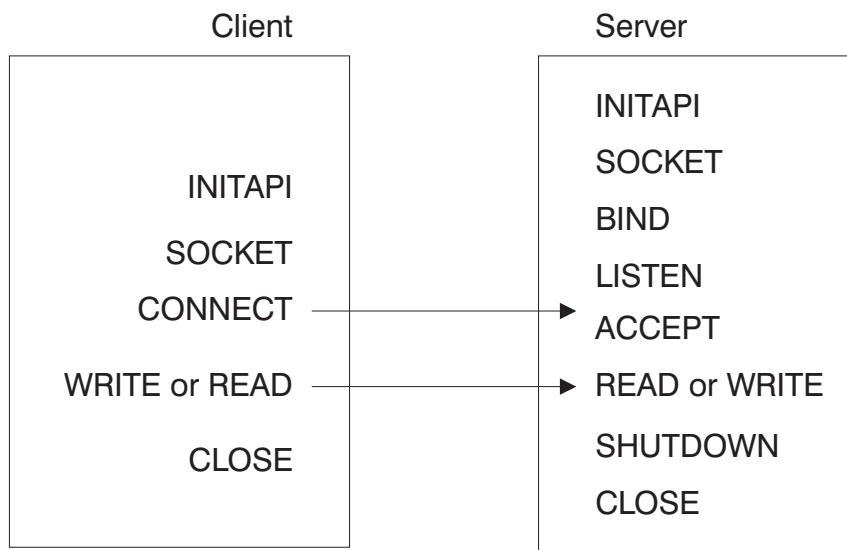 Client
INITAPI
SOCKET
CONNECT
WRITE or READ
CLOSE
Server
INITAPI
SOCKET
BIND
LISTEN
ACCEPT
READ or WRITE
SHUTDOWN
CLOSE